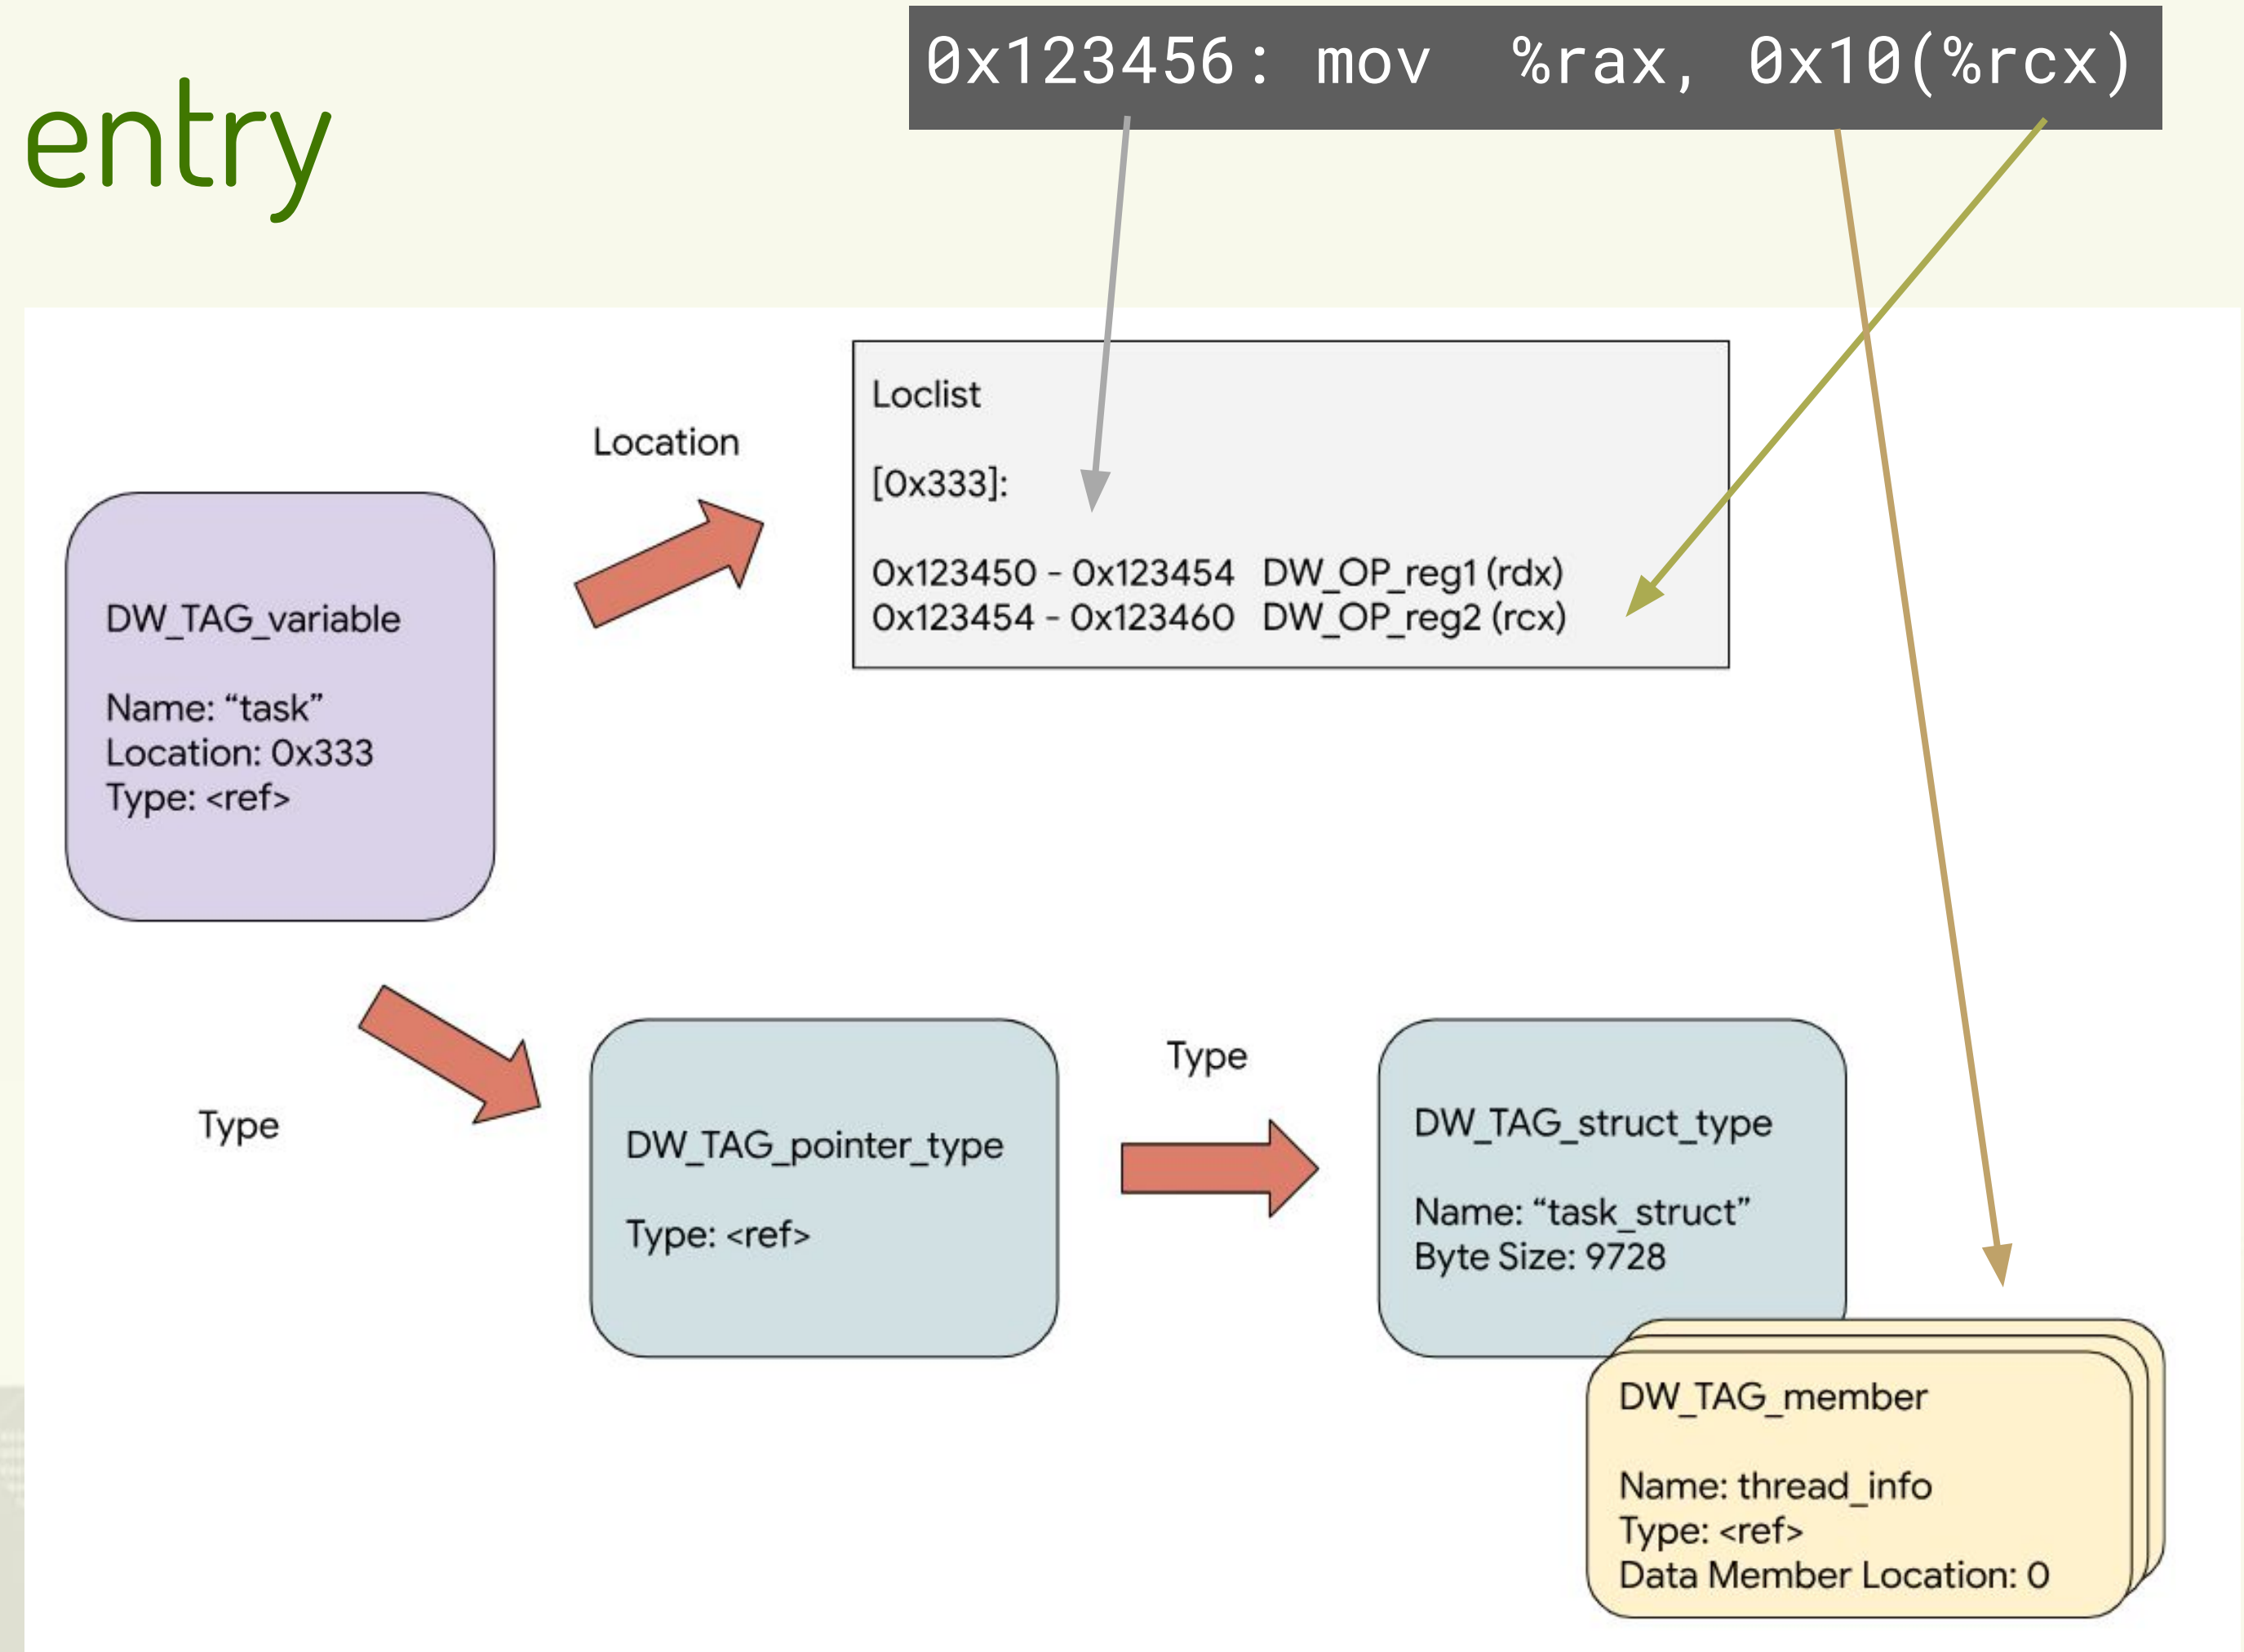 entry
0x123456: mov %rax, 0x10(%rcx)
Location
Loclist
[0x333]:
0x123450 - 0x123454 DW_OP_reg1 (rdx)
0x123454 - 0x123460 DW_OP_reg2 (rcx)
DW_TAG_variable
Name: “task”
Location: 0x333
Type: <ref>
Type
DW_TAG_pointer_type
Type: <ref>
Type
DW_TAG_struct_type
Name: “task_struct”
Byte Size: 9728
DW_TAG_member
Name: thread_info
Type: <ref>
Data Member Location: 0